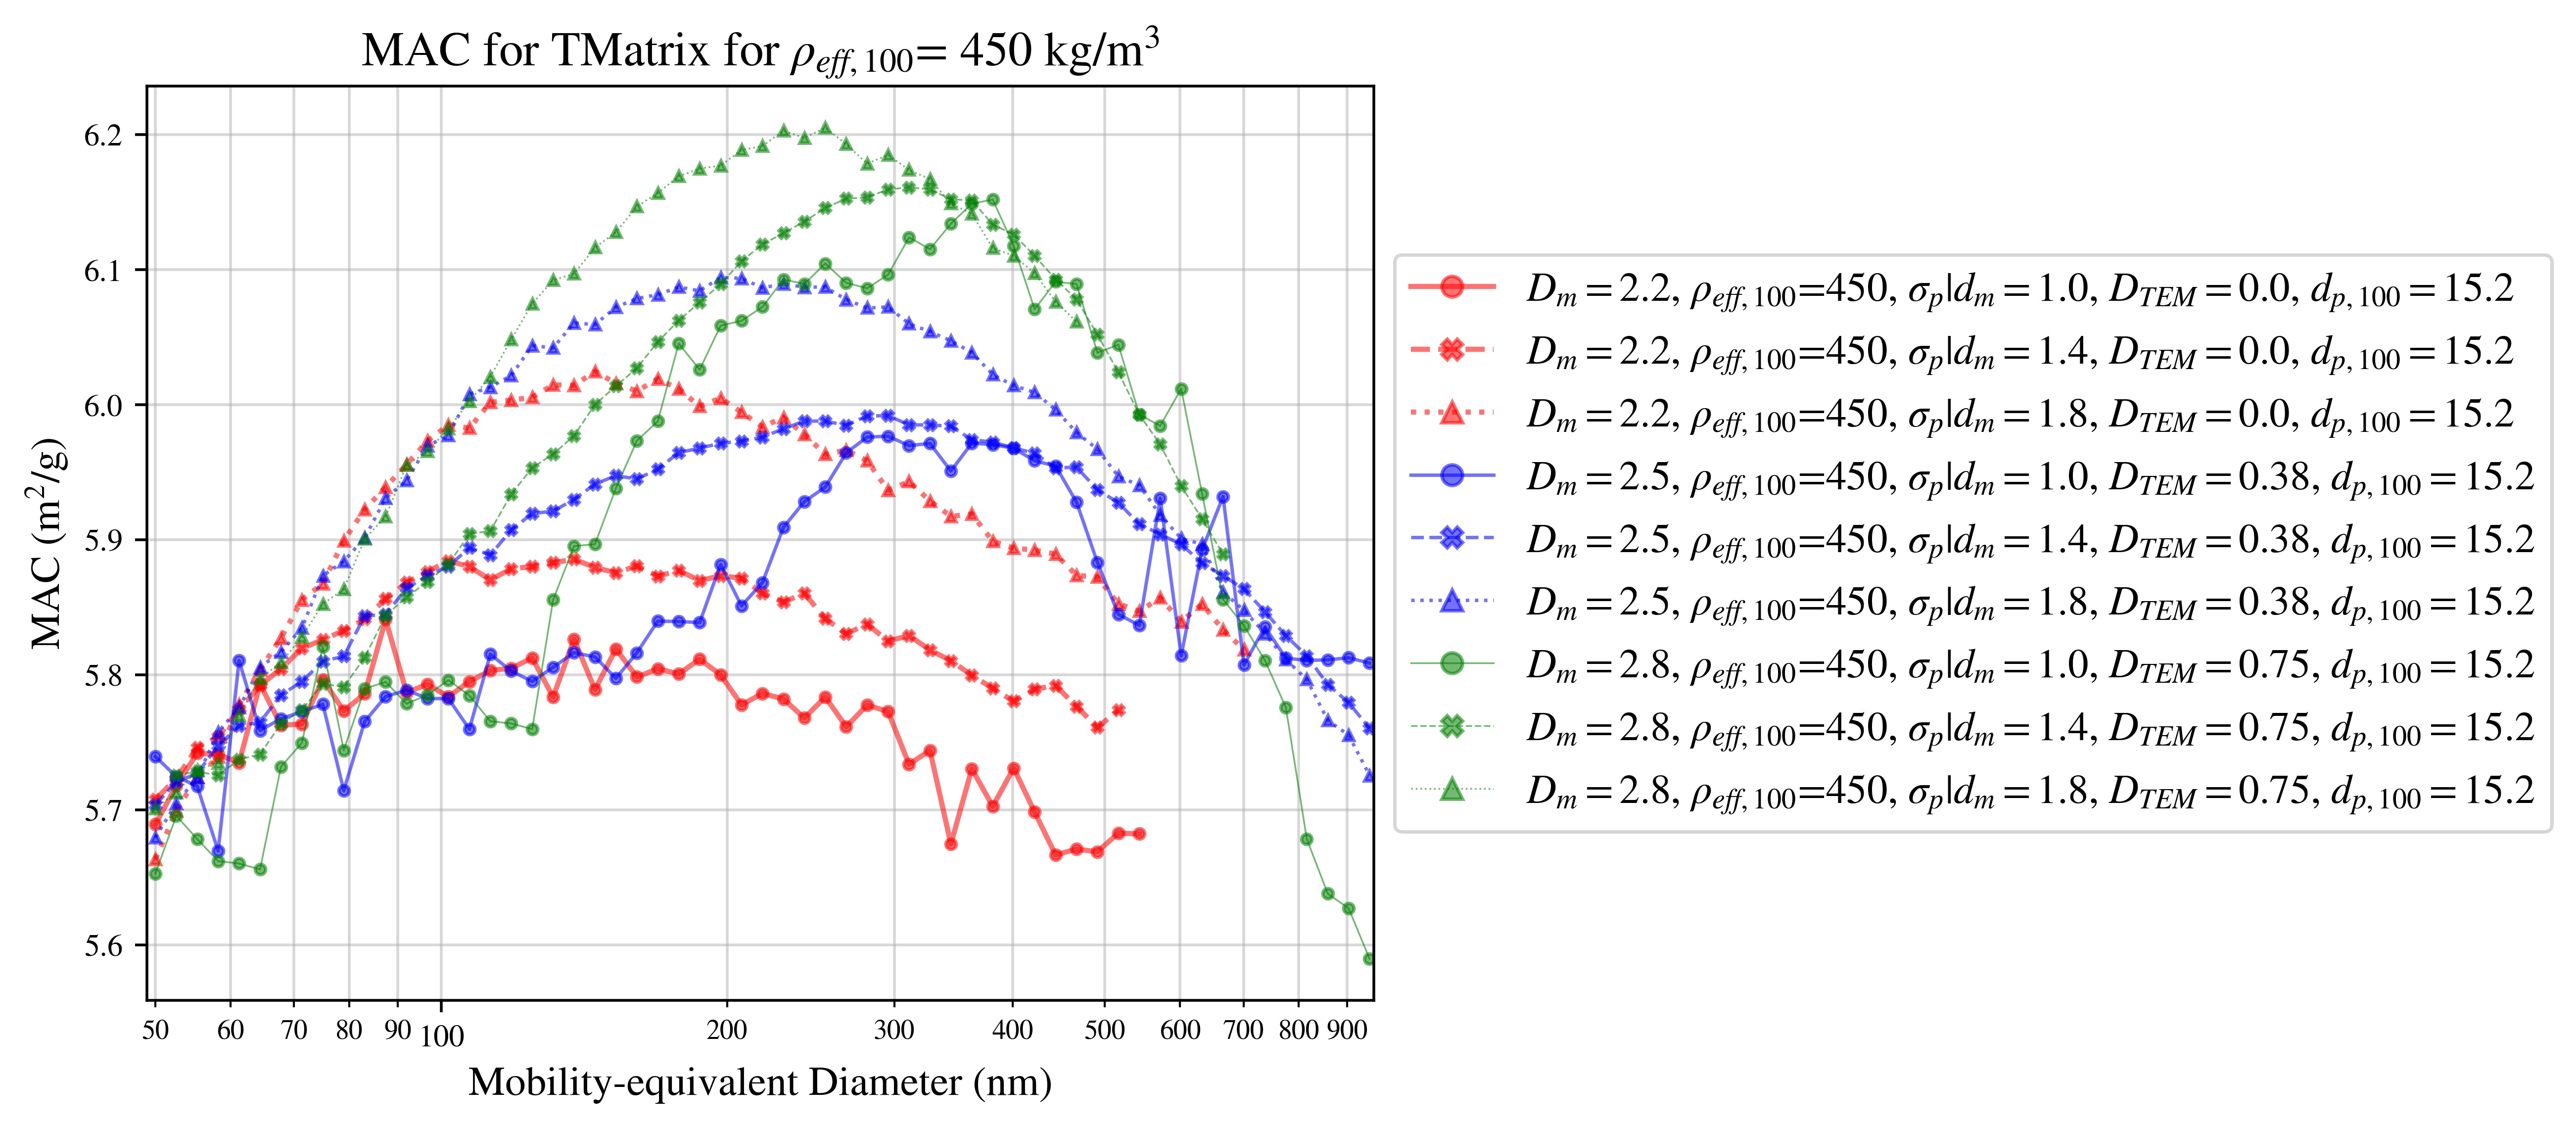 MAC for TMatrix for ρeff,100= 450 kg/m³
MAC (m²/g)
6.2
6.1
6.0
5.9
5.8
5.7
5.6
50 60 70 80 90 100 200 300 400 500 600 700 800 900
Mobility-equivalent Diameter (nm)
Dm = 2.2, ρeff,100=450, σp|dm = 1.0, DTEM = 0.0, dp,100 = 15.2
Dm = 2.2, ρeff,100=450, σp|dm = 1.4, DTEM = 0.0, dp,100 = 15.2
Dm = 2.2, ρeff,100=450, σp|dm = 1.8, DTEM = 0.0, dp,100 = 15.2
Dm = 2.5, ρeff,100=450, σp|dm = 1.0, DTEM = 0.38, dp,100 = 15.2
Dm = 2.5, ρeff,100=450, σp|dm = 1.4, DTEM = 0.38, dp,100 = 15.2
Dm = 2.5, ρeff,100=450, σp|dm = 1.8, DTEM = 0.38, dp,100 = 15.2
Dm = 2.8, ρeff,100=450, σp|dm = 1.0, DTEM = 0.75, dp,100 = 15.2
Dm = 2.8, ρeff,100=450, σp|dm = 1.4, DTEM = 0.75, dp,100 = 15.2
Dm = 2.8, ρeff,100=450, σp|dm = 1.8, DTEM = 0.75, dp,100 = 15.2